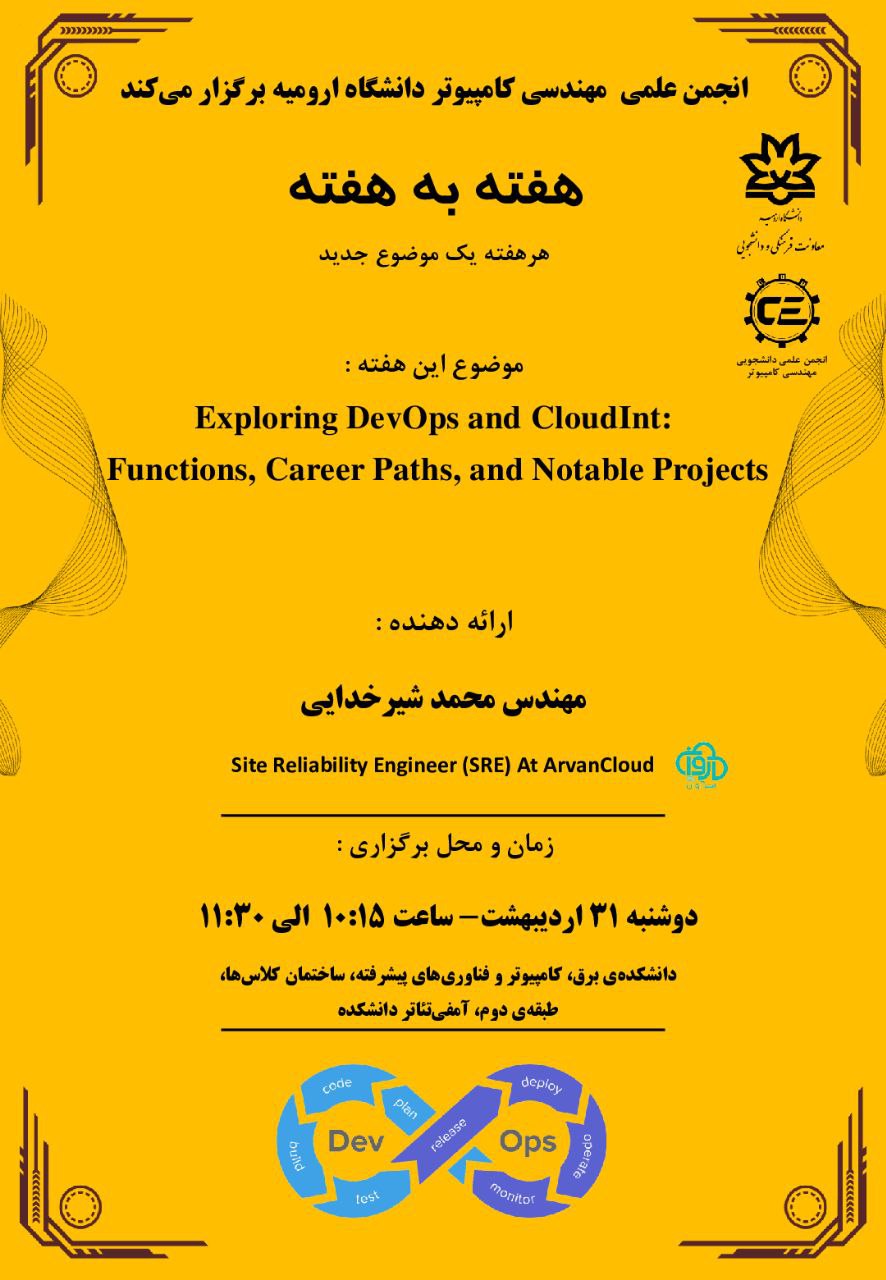 انجمن علمی مهندسی کامپیوتر دانشگاه ارومیه برگزار می‌کند
هفته به هفته
هرهفته یک موضوع جدید
دانشگاه ارومیه
معاونت فرهنگی و دانشجویی
CE
انجمن علمی دانشجویی
مهندسی کامپیوتر
موضوع این هفته :
Exploring DevOps and CloudInt:
Functions, Career Paths, and Notable Projects
ارائه دهنده :
مهندس محمد شیرخدایی
Site Reliability Engineer (SRE) At ArvanCloud
زمان و محل برگزاری :
دوشنبه ۳۱ اردیبهشت– ساعت ۱۰:۱۵ الی ۱۱:۳۰
دانشکده‌ی برق، کامپیوتر و فناوری‌های پیشرفته، ساختمان کلاس‌ها،
طبقه‌ی دوم، آمفی‌تئاتر دانشکده
code
plan
build
test
Dev
release
deploy
operate
monitor
Ops